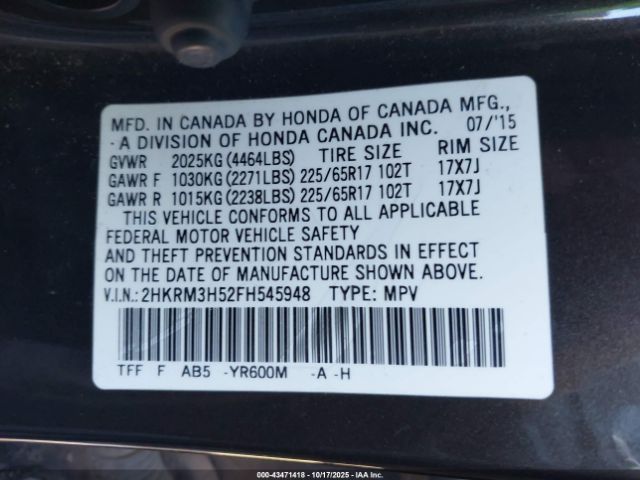 MFD. IN CANADA BY HONDA OF CANADA MFG.,
-A DIVISION OF HONDA CANADA INC. 07/'15
GVWR 2025KG (4464LBS) TIRE SIZE RIM SIZE
GAWR F 1030KG (2271LBS) 225/65R17 102T 17X7J
GAWR R 1015KG (2238LBS) 225/65R17 102T 17X7J
THIS VEHICLE CONFORMS TO ALL APPLICABLE
FEDERAL MOTOR VEHICLE SAFETY
AND THEFT PREVENTION STANDARDS IN EFFECT
ON THE DATE OF MANUFACTURE SHOWN ABOVE.
V.I.N.: 2HKRM3H52FH545948 TYPE: MPV
TFF F AB5 -YR600M -A -H
000-43471418 | 10/17/2025 - IAAI.COM